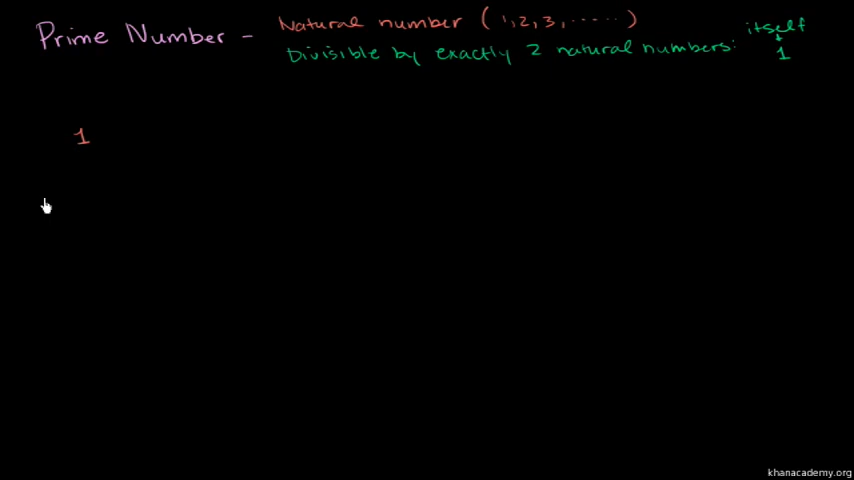 Prime Number - Natural number (1,2,3,.....)
Divisible by exactly 2 natural numbers: itself
+
1
1
khanacademy.org